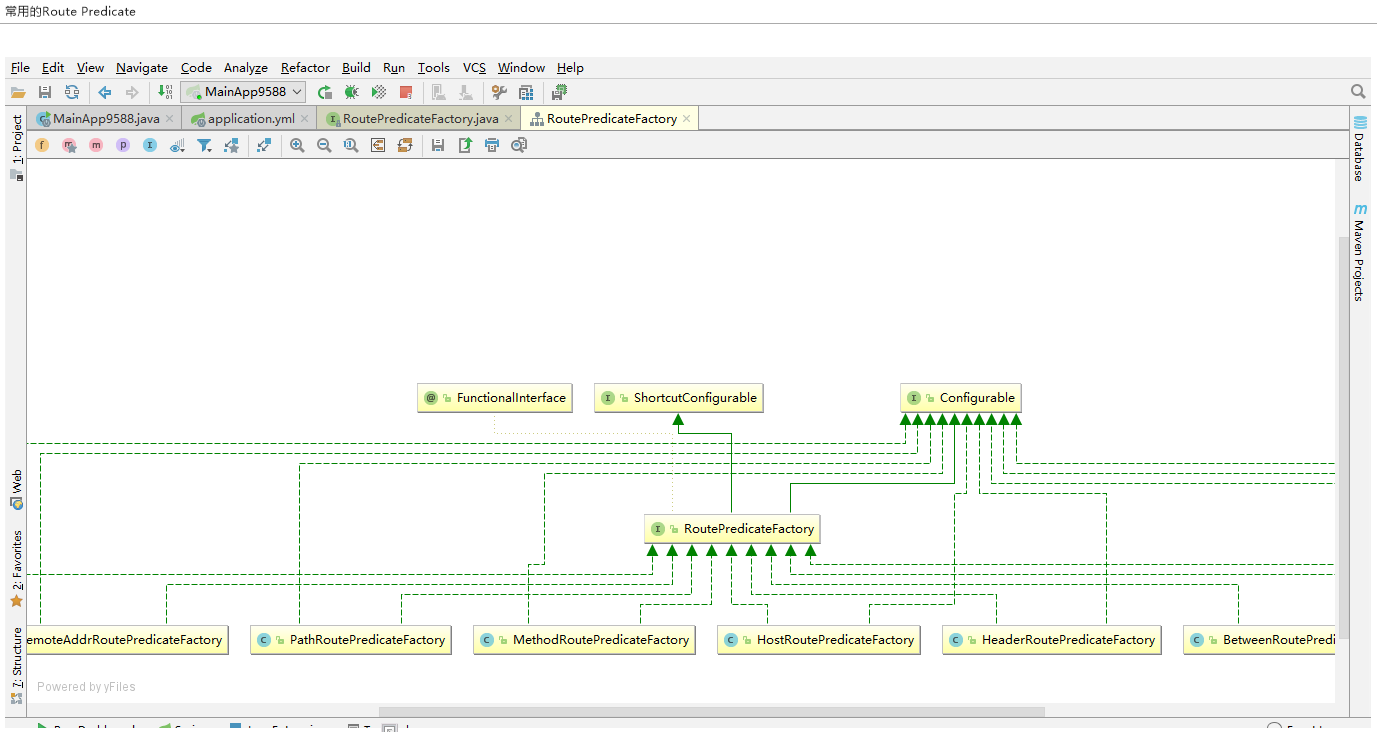 常用的Route Predicate
File Edit View Navigate Code Analyze Refactor Build Run Tools VCS Window Help
MainApp9588
MainApp9588.java application.yml RoutePredicateFactory.java RoutePredicateFactory
1: Project
Database
Maven Projects
FunctionalInterface ShortcutConfigurable Configurable
RoutePredicateFactory
emoteAddrRoutePredicateFactory PathRoutePredicateFactory MethodRoutePredicateFactory HostRoutePredicateFactory HeaderRoutePredicateFactory BetweenRoutePredi
Web
2: Favorites
7: Structure
Powered by yFiles